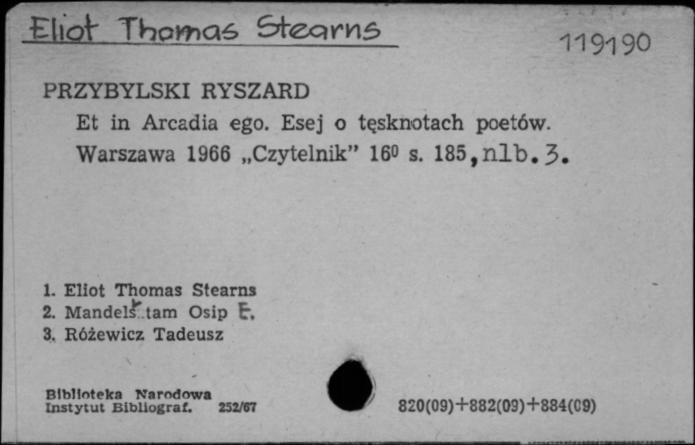 Eliot Thomas Stearns
119190
PRZYBYLSKI RYSZARD
Et in Arcadia ego. Esej o tęsknotach poetów.
Warszawa 1966 „Czytelnik” 16⁰ s. 185, nlb. 3.
1. Eliot Thomas Stearns
2. Mandelštam Osip E.
3. Różewicz Tadeusz
Biblioteka Narodowa
Instytut Bibliograf. 252/67
820(09)+882(09)+884(09)